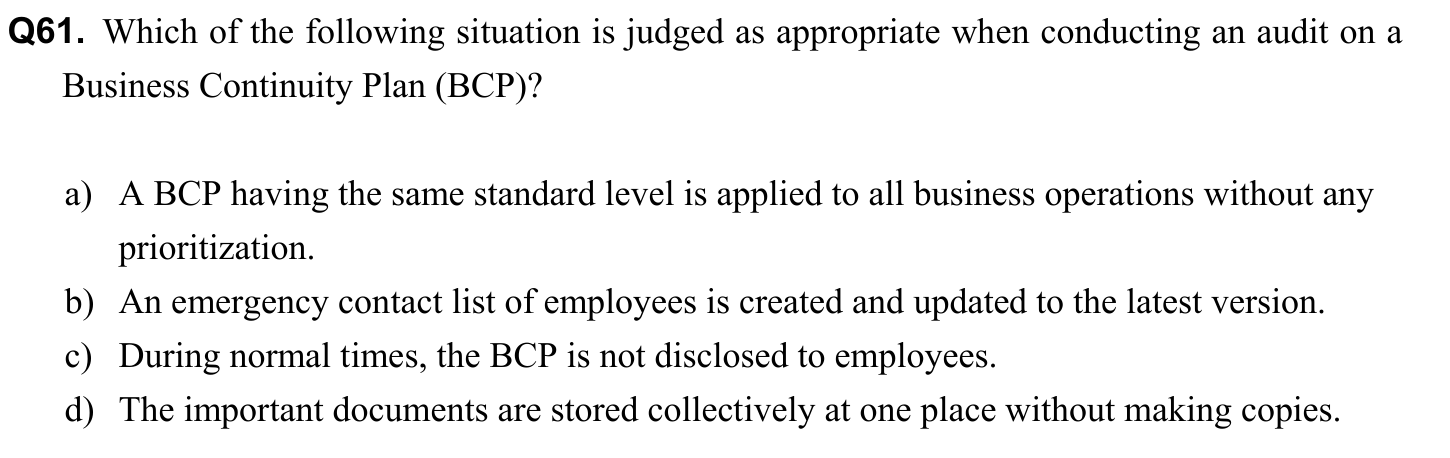 Q61. Which of the following situation is judged as appropriate when conducting an audit on a
Business Continuity Plan (BCP)?
a) A BCP having the same standard level is applied to all business operations without any
prioritization.
b) An emergency contact list of employees is created and updated to the latest version.
c) During normal times, the BCP is not disclosed to employees.
d) The important documents are stored collectively at one place without making copies.